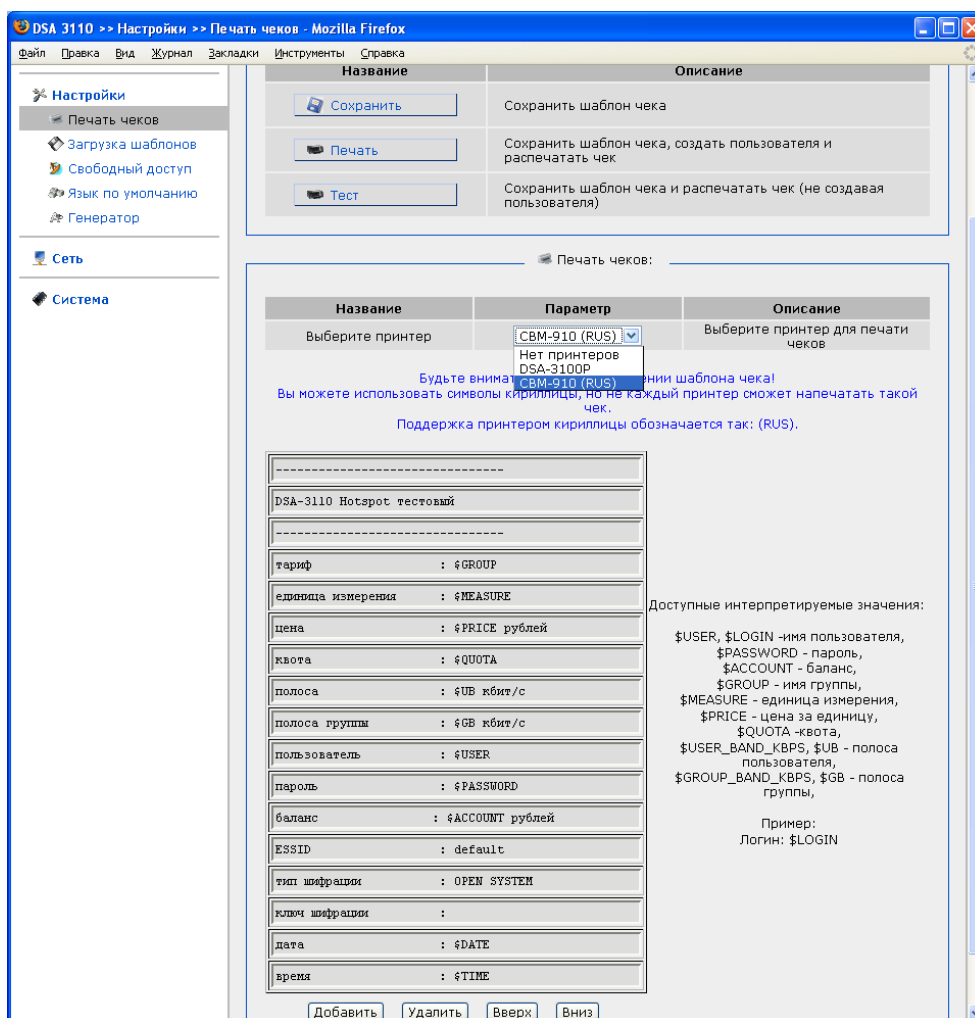 DSA 3110 >> Настройки >> Печать чеков - Mozilla Firefox
Файл Правка Вид Журнал Закладки Инструменты Справка
Настройки
Печать чеков
Загрузка шаблонов
Свободный доступ
Язык по умолчанию
Генератор
Сеть
Система
Название Описание
Сохранить Сохранить шаблон чека
Печать Сохранить шаблон чека, создать пользователя и
распечатать чек
Тест Сохранить шаблон чека и распечатать чек (не создавая
пользователя)
Печать чеков:
Название Параметр Описание
Выберите принтер CBM-910 (RUS) Выберите принтер для печати
чеков
Нет принтеров
DSA-3100P
CBM-910 (RUS)
Будьте внимат ении шаблона чека!
Вы можете использовать символы кириллицы, но не каждый принтер сможет напечатать такой
чек.
Поддержка принтером кириллицы обозначается так: (RUS).
--------------------------------
DSA-3110 Hotspot тестовый
--------------------------------
тариф : $GROUP
единица измерения : $MEASURE
цена : $PRICE рублей
квота : $QUOTA
полоса : $UB кбит/с
полоса группы : $GB кбит/с
пользователь : $USER
пароль : $PASSWORD
баланс : $ACCOUNT рублей
ESSID : default
тип шифрации : OPEN SYSTEM
ключ шифрации :
дата : $DATE
время : $TIME
Доступные интерпретируемые значения:
$USER, $LOGIN -имя пользователя,
$PASSWORD - пароль,
$ACCOUNT - баланс,
$GROUP - имя группы,
$MEASURE - единица измерения,
$PRICE - цена за единицу,
$QUOTA -квота,
$USER_BAND_KBPS, $UB - полоса
пользователя,
$GROUP_BAND_KBPS, $GB - полоса
группы,
Пример:
Логин: $LOGIN
Добавить Удалить Вверх Вниз